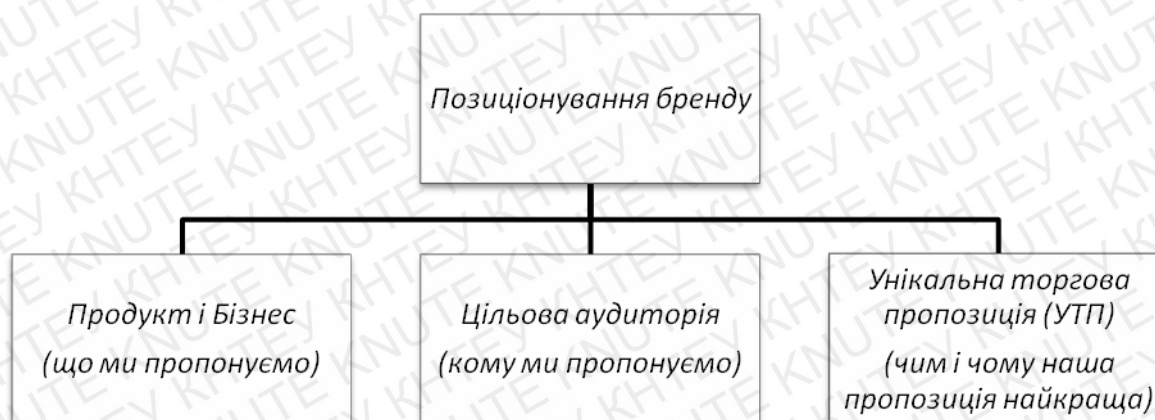 Позиціонування бренду
Продукт і Бізнес
(що ми пропонуємо)
Цільова аудиторія
(кому ми пропонуємо)
Унікальна торгова
пропозиція (УТП)
(чим і чому наша
пропозиція найкраща)